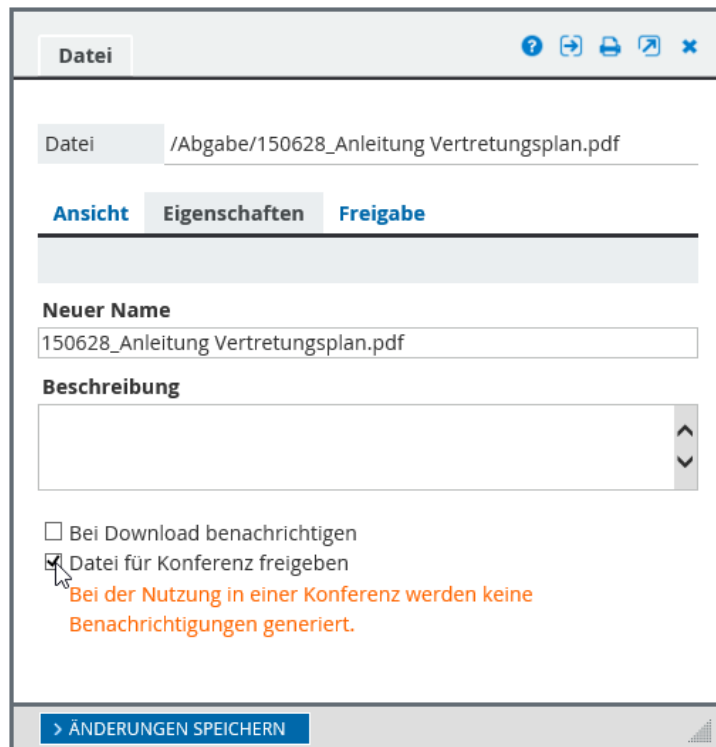 Datei
Datei /Abgabe/150628_Anleitung Vertretungsplan.pdf
Ansicht Eigenschaften Freigabe
Neuer Name
150628_Anleitung Vertretungsplan.pdf
Beschreibung
Bei Download benachrichtigen
Datei für Konferenz freigeben
Bei der Nutzung in einer Konferenz werden keine
Benachrichtigungen generiert.
> ÄNDERUNGEN SPEICHERN